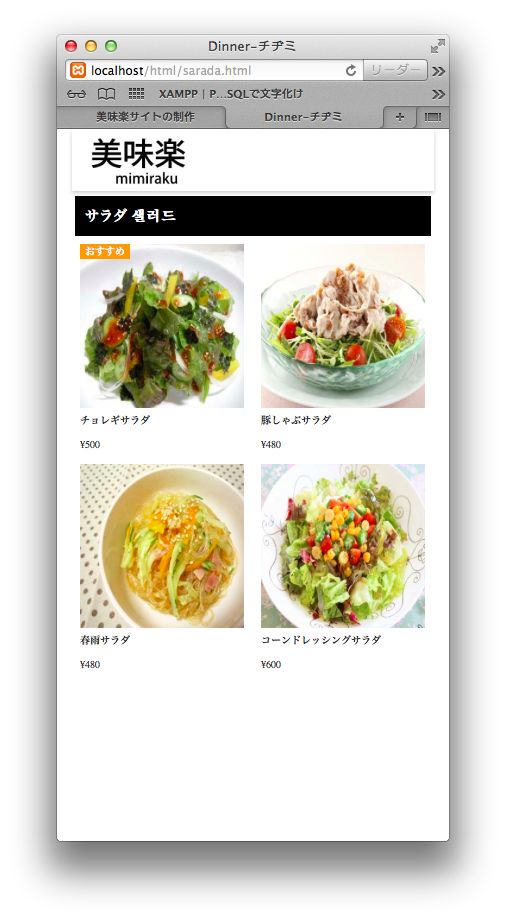 Dinner-チヂミ
localhost/html/sarada.html
リーダー
XAMPP | P...SQLで文字化け
美味楽サイトの制作
Dinner-チヂミ
美味楽
mimiraku
サラダ 샐러드
おすすめ
チョレギサラダ
豚しゃぶサラダ
¥500
¥480
春雨サラダ
コーンドレッシングサラダ
¥480
¥600